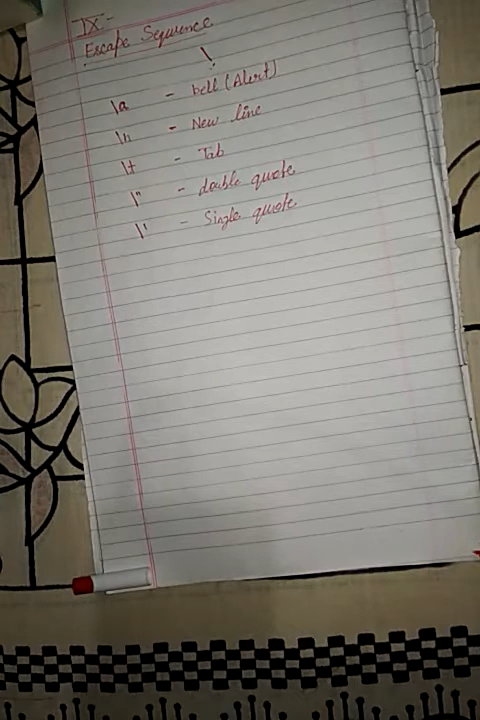 IX-
Escape Sequence
\
\a - bell (Alert)
\n - New line
\t - Tab
\" - double quote
\' - Single quote